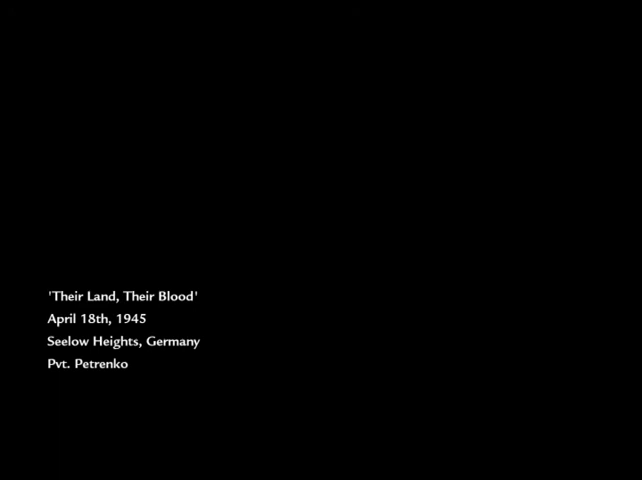 'Their Land, Their Blood'
April 18th, 1945
Seelow Heights, Germany
Pvt. Petrenko